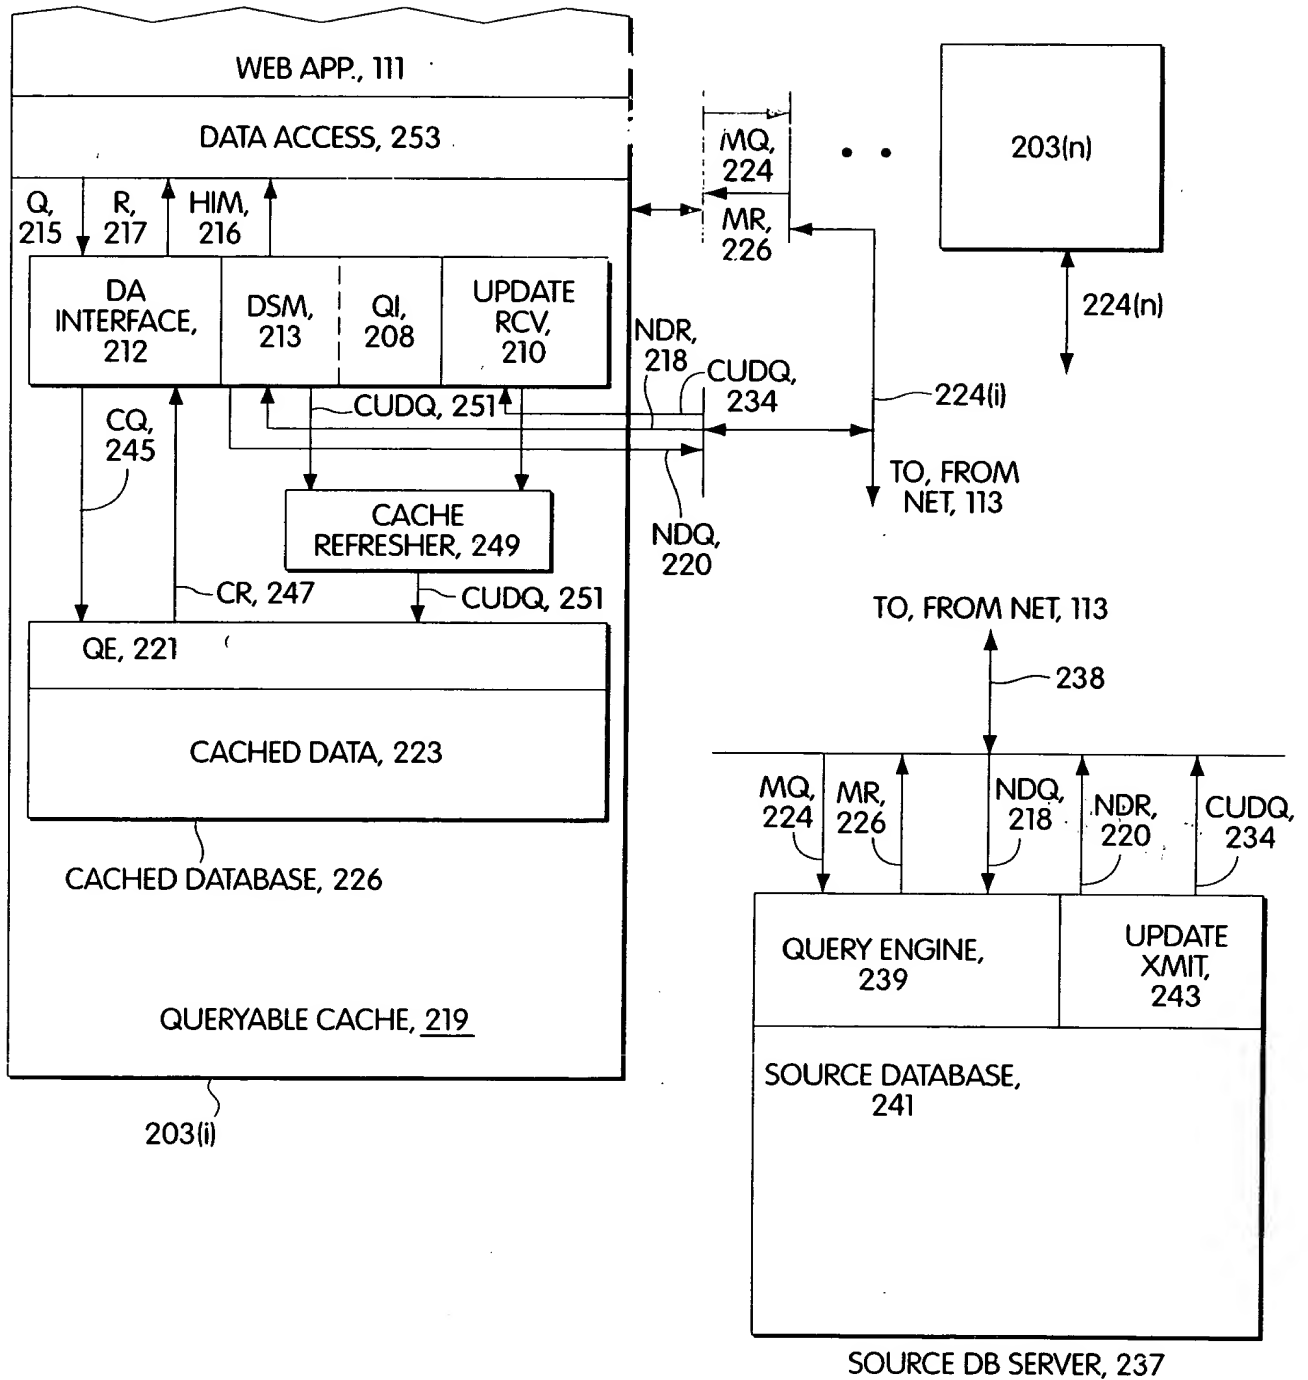 WEB APP., 111
DATA ACCESS, 253
Q,
215
R,
217
HIM,
216
DA
INTERFACE,
212
DSM,
213
QI,
208
UPDATE
RCV,
210
MQ,
224
MR,
226
203(n)
224(n)
NDR,
218
CUDQ,
234
224(i)
CUDQ, 251
CQ,
245
TO, FROM
NET, 113
NDQ,
220
CACHE
REFRESHER, 249
CR, 247
CUDQ, 251
QE, 221
CACHED DATA, 223
CACHED DATABASE, 226
QUERYABLE CACHE, 219
203(i)
TO, FROM NET, 113
238
MQ,
224
MR,
226
NDQ,
218
NDR,
220
CUDQ,
234
QUERY ENGINE,
239
UPDATE
XMIT,
243
SOURCE DATABASE,
241
SOURCE DB SERVER, 237